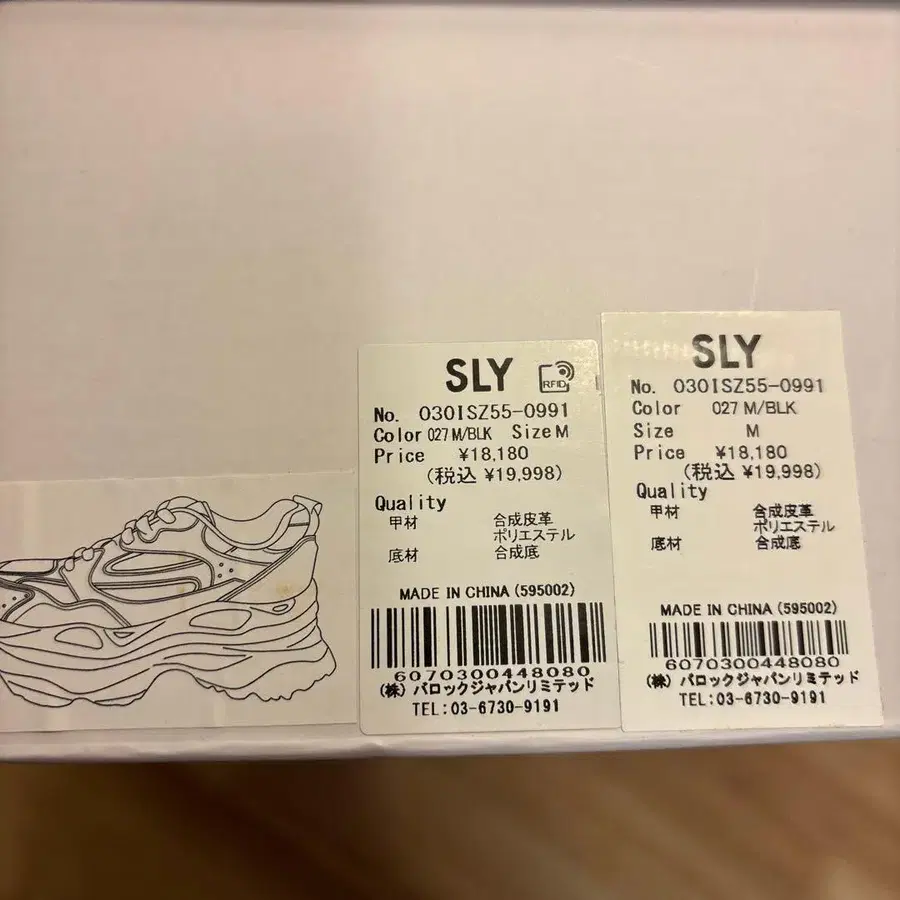 SLY
RFID
No. 030ISZ55-0991
Color 027 M/BLK Size M
Price ¥18,180
(税込 ¥19,998)
Quality
甲材 合成皮革
ポリエステル
底材 合成底
MADE IN CHINA (595002)
6070300448080
(株) バロックジャパンリミテッド
TEL:03-6730-9191
SLY
No. 030ISZ55-0991
Color 027 M/BLK
Size M
Price ¥18,180
(税込 ¥19,998)
Quality
甲材 合成皮革
ポリエステル
底材 合成底
MADE IN CHINA (595002)
6070300448080
(株) バロックジャパンリミテッド
TEL:03-6730-9191